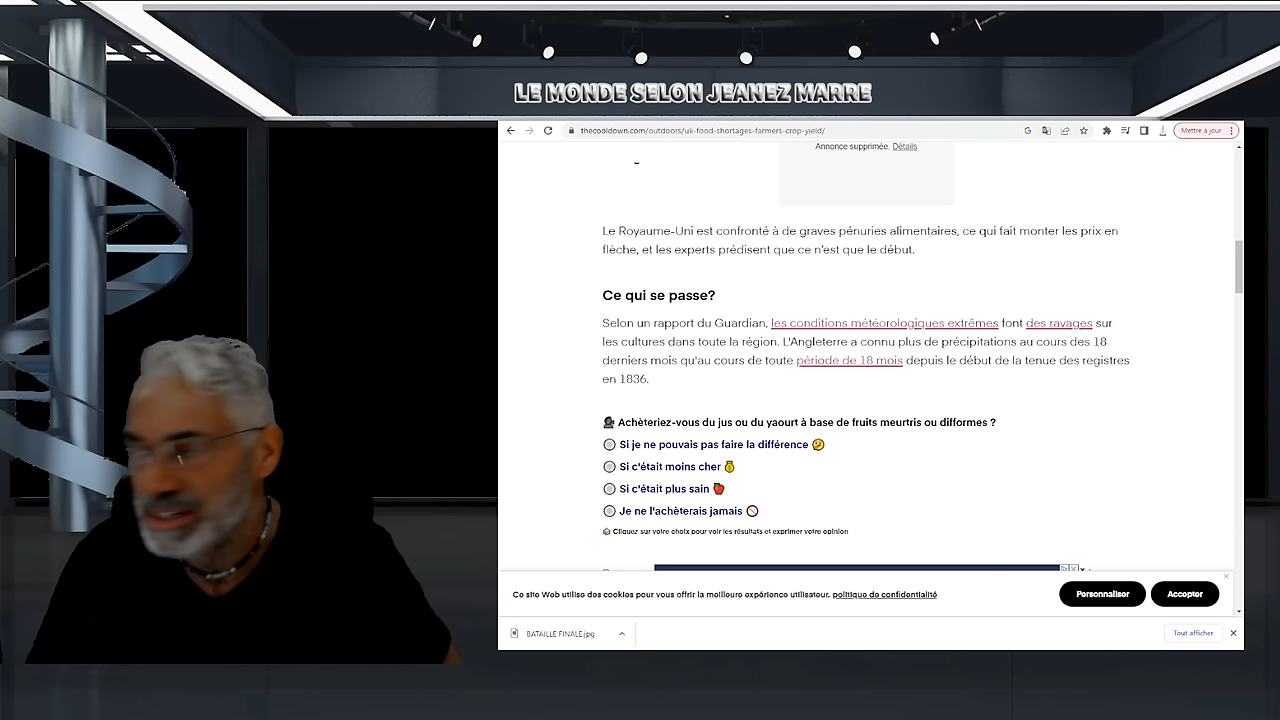 LE MONDE SELON JEANEZ MARRE
thecooldown.com/outdoors/uk-food-shortages-farmers-crop-yield/
Mettre à jour
Annonce supprimée. Détails
Le Royaume-Uni est confronté à de graves pénuries alimentaires, ce qui fait monter les prix en
flèche, et les experts prédisent que ce n'est que le début.
Ce qui se passe?
Selon un rapport du Guardian, les conditions météorologiques extrêmes font des ravages sur
les cultures dans toute la région. L'Angleterre a connu plus de précipitations au cours des 18
derniers mois qu'au cours de toute période de 18 mois depuis le début de la tenue des registres
en 1836.
Achèteriez-vous du jus ou du yaourt à base de fruits meurtris ou difformes ?
Si je ne pouvais pas faire la différence
Si c'était moins cher
Si c'était plus sain
Je ne l'achèterais jamais
Cliquez sur votre choix pour voir les résultats et exprimer votre opinion
Ce site Web utilise des cookies pour vous offrir la meilleure expérience utilisateur. politique de confidentialité
Personnaliser
Accepter
BATAILLE FINALE.jpg
Tout afficher